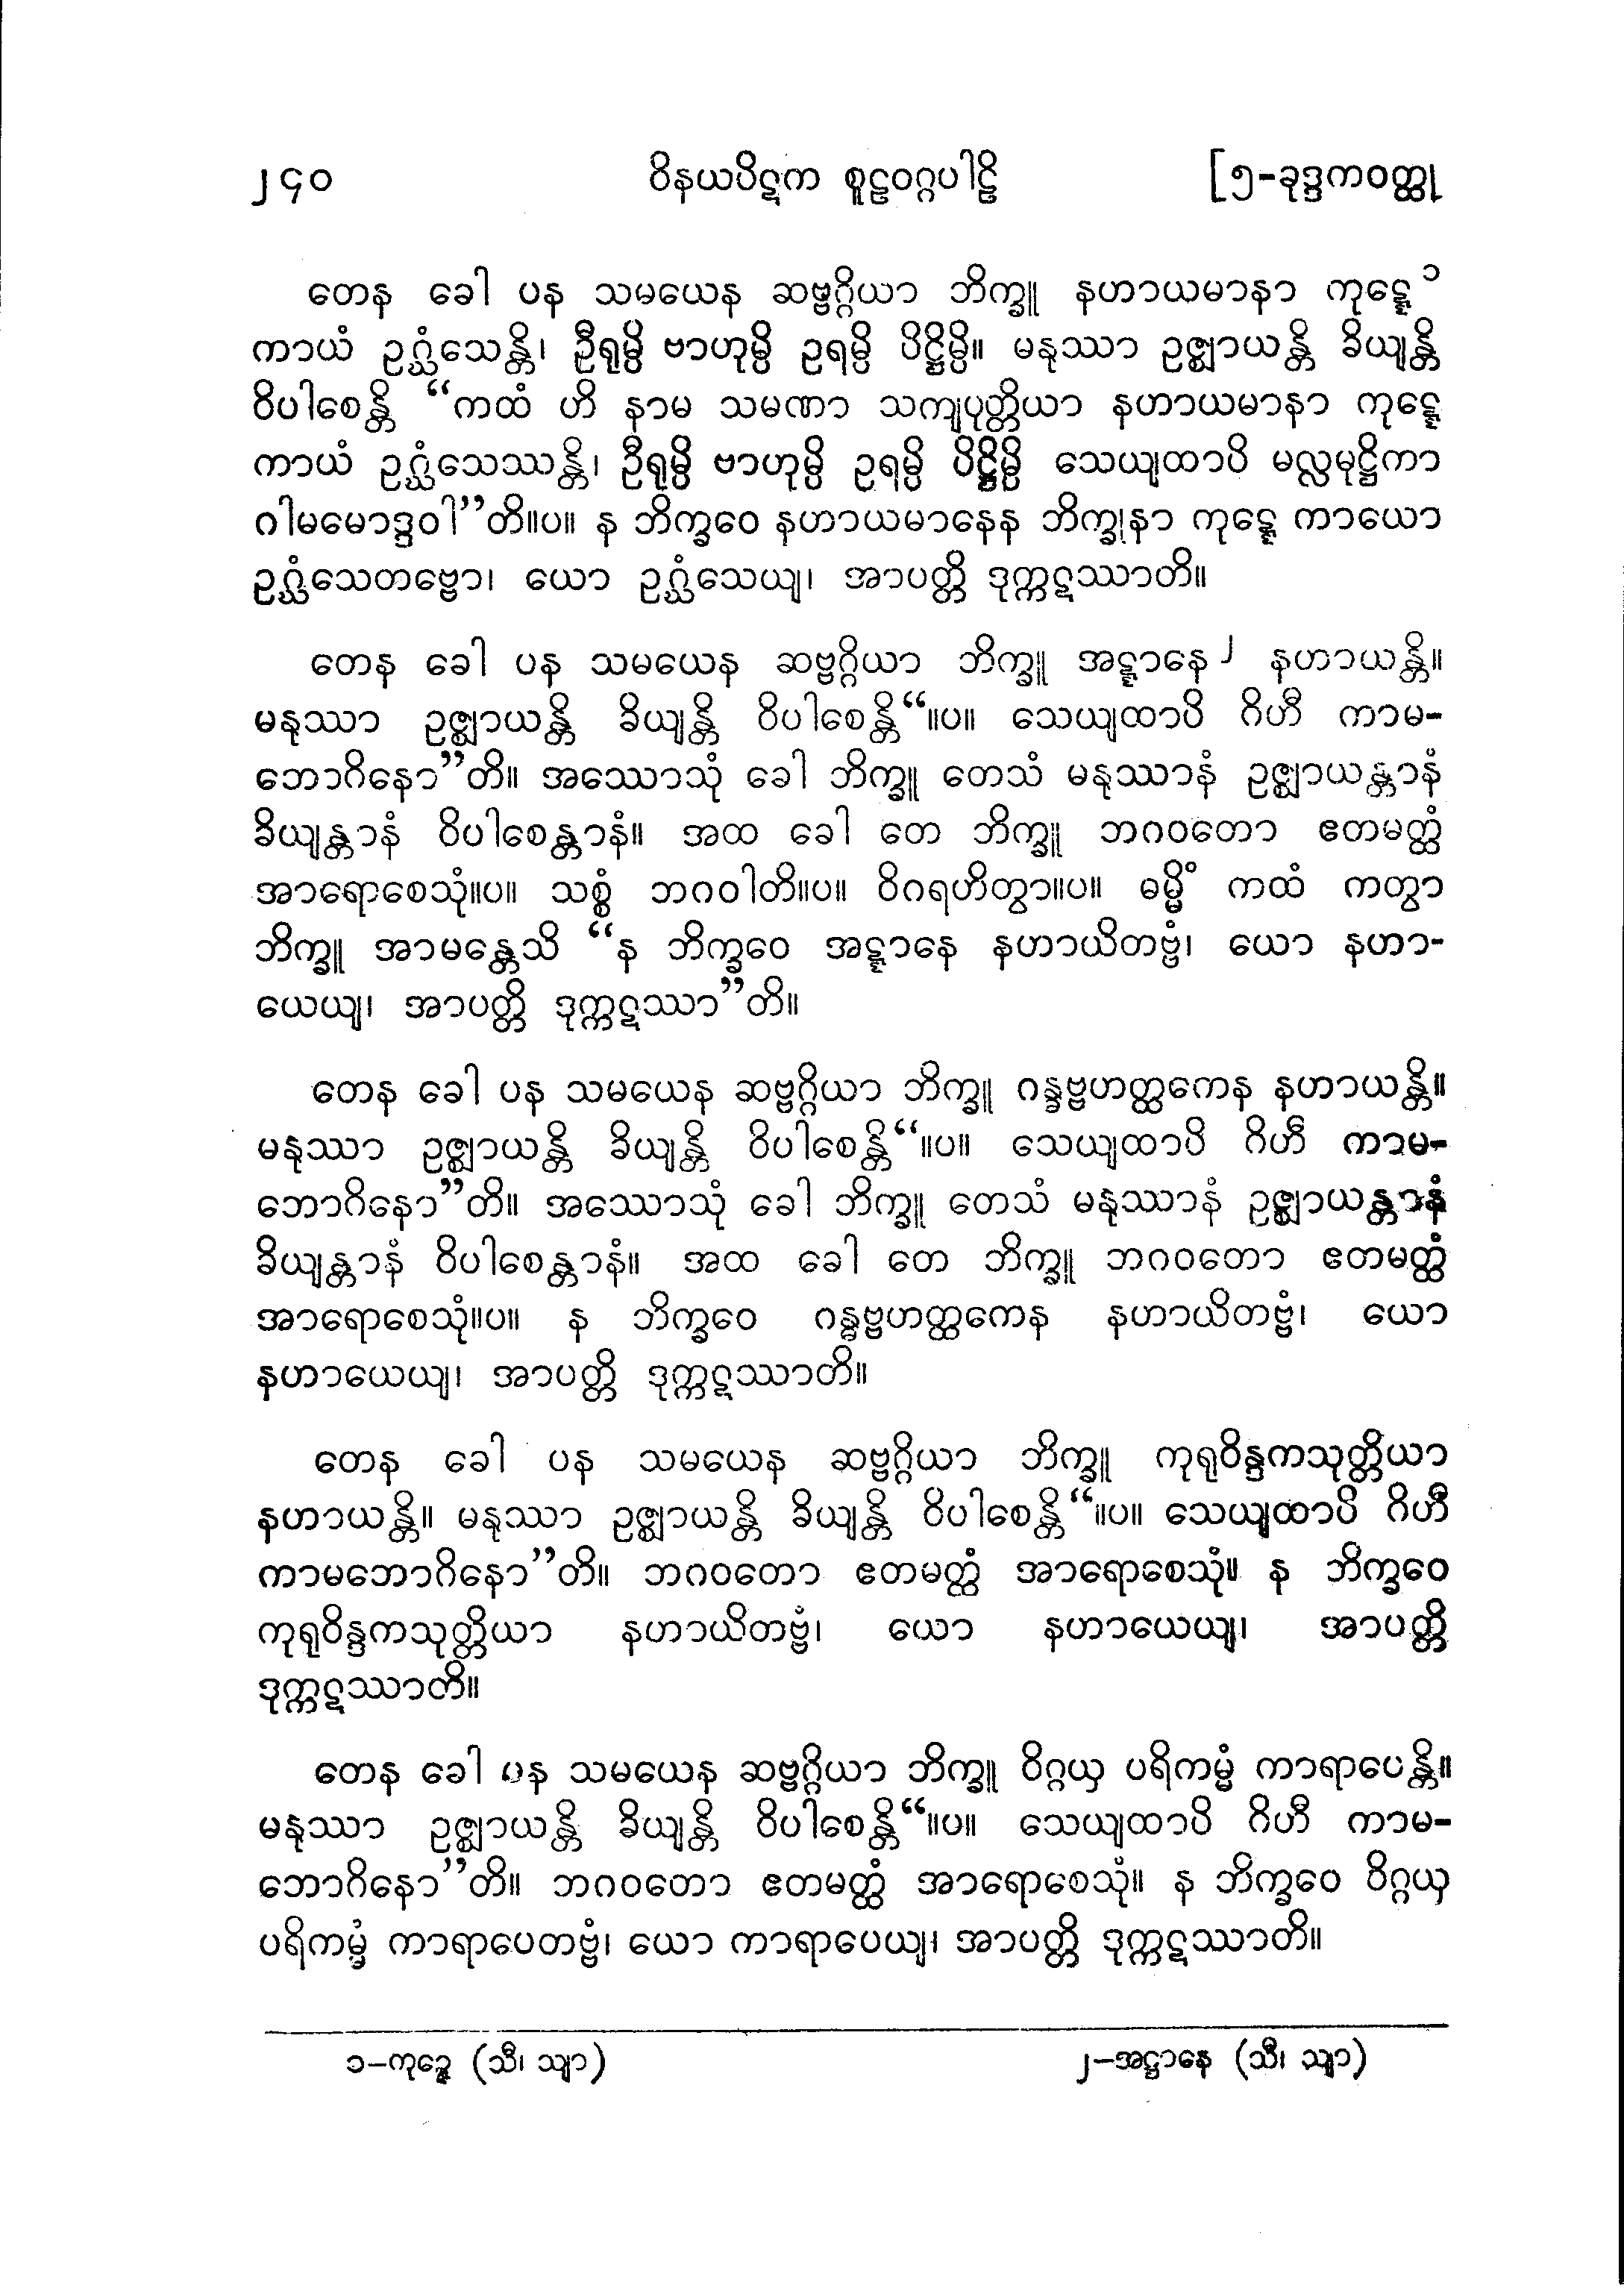 ၂၄၀ ဝိနယပိဋက စူဠဝဂ္ဂပါဠိ [၅-ခုဒ္ဒကဝတ္ထု
တေန ခေါ ပန သမယေန ဆဗ္ဗဂ္ဂိယာ ဘိက္ခူ နဟာယမာနာ ကုဋ္ဋေ ၁
ကာယံ ဥဂ္ဃံသေန္တိ၊ ဦရုမ္ပိ ဗာဟုမ္ပိ ဥရမ္ပိ ပိဋ္ဌိမ္ပိ။ မနုဿာ ဥဇ္ဈာယန္တိ ခိယျန္တိ
ဝိပါစေန္တိ “ကထံ ဟိ နာမ သမဏာ သကျပုတ္တိယာ နဟာယမာနာ ကုဋ္ဋေ
ကာယံ ဥဂ္ဃံသေဿန္တိ၊ ဦရုမ္ပိ ဗာဟုမ္ပိ ဥရမ္ပိ ပိဋ္ဌိမ္ပိ သေယျထာပိ မလ္လမုဋ္ဌိကာ
ဂါမမောဒ္ဒဝါ”တိ။ပ။ န ဘိက္ခဝေ နဟာယမာနေန ဘိက္ခုနာ ကုဋ္ဋေ ကာယော
ဥဂ္ဃံသေတဗ္ဗော၊ ယော ဥဂ္ဃံသေယျ၊ အာပတ္တိ ဒုက္ကဋဿာတိ။
တေန ခေါ ပန သမယေန ဆဗ္ဗဂ္ဂိယာ ဘိက္ခူ အဋ္ဋာနေ ၂ နဟာယန္တိ။
မနုဿာ ဥဇ္ဈာယန္တိ ခိယျန္တိ ဝိပါစေန္တိ“။ပ။ သေယျထာပိ ဂိဟီ ကာမ-
ဘောဂိနော”တိ။ အဿောသုံ ခေါ ဘိက္ခူ တေသံ မနုဿာနံ ဥဇ္ဈာယန္တာနံ
ခိယျန္တာနံ ဝိပါစေန္တာနံ။ အထ ခေါ တေ ဘိက္ခူ ဘဂဝတော ဧတမတ္ထံ
အာရောစေသုံ။ပ။ သစ္စံ ဘဂဝါတိ။ပ။ ဝိဂရဟိတွာ။ပ။ ဓမ္မိံ ကထံ ကတွာ
ဘိက္ခူ အာမန္တေသိ “န ဘိက္ခဝေ အဋ္ဋာနေ နဟာယိတဗ္ဗံ၊ ယော နဟာ-
ယေယျ၊ အာပတ္တိ ဒုက္ကဋဿာ”တိ။
တေန ခေါ ပန သမယေန ဆဗ္ဗဂ္ဂိယာ ဘိက္ခူ ဂန္ဓဗ္ဗဟတ္ထကေန နဟာယန္တိ။
မနုဿာ ဥဇ္ဈာယန္တိ ခိယျန္တိ ဝိပါစေန္တိ“။ပ။ သေယျထာပိ ဂိဟီ ကာမ-
ဘောဂိနော”တိ။ အဿောသုံ ခေါ ဘိက္ခူ တေသံ မနုဿာနံ ဥဇ္ဈာယန္တာနံ
ခိယျန္တာနံ ဝိပါစေန္တာနံ။ အထ ခေါ တေ ဘိက္ခူ ဘဂဝတော ဧတမတ္ထံ
အာရောစေသုံ။ပ။ န ဘိက္ခဝေ ဂန္ဓဗ္ဗဟတ္ထကေန နဟာယိတဗ္ဗံ၊ ယော
နဟာယေယျ၊ အာပတ္တိ ဒုက္ကဋဿာတိ။
တေန ခေါ ပန သမယေန ဆဗ္ဗဂ္ဂိယာ ဘိက္ခူ ကုရုဝိန္ဒကသုတ္တိယာ
နဟာယန္တိ။ မနုဿာ ဥဇ္ဈာယန္တိ ခိယျန္တိ ဝိပါစေန္တိ“။ပ။ သေယျထာပိ ဂိဟီ
ကာမဘောဂိနော”တိ။ ဘဂဝတော ဧတမတ္ထံ အာရောစေသုံ။ န ဘိက္ခဝေ
ကုရုဝိန္ဒကသုတ္တိယာ နဟာယိတဗ္ဗံ၊ ယော နဟာယေယျ၊ အာပတ္တိ
ဒုက္ကဋဿာတိ။
တေန ခေါ ပန သမယေန ဆဗ္ဗဂ္ဂိယာ ဘိက္ခူ ဝိဂ္ဂယှ ပရိကမ္မံ ကာရာပေန္တိ။
မနုဿာ ဥဇ္ဈာယန္တိ ခိယျန္တိ ဝိပါစေန္တိ“။ပ။ သေယျထာပိ ဂိဟီ ကာမ-
ဘောဂိနော”တိ။ ဘဂဝတော ဧတမတ္ထံ အာရောစေသုံ။ န ဘိက္ခဝေ ဝိဂ္ဂယှ
ပရိကမ္မံ ကာရာပေတဗ္ဗံ၊ ယော ကာရာပေယျ၊ အာပတ္တိ ဒုက္ကဋဿာတိ။
၁-ကုဍ္ဍေ (သီ၊ သျာ) ၂-အဋ္ဌာနေ (သီ၊ သျာ)